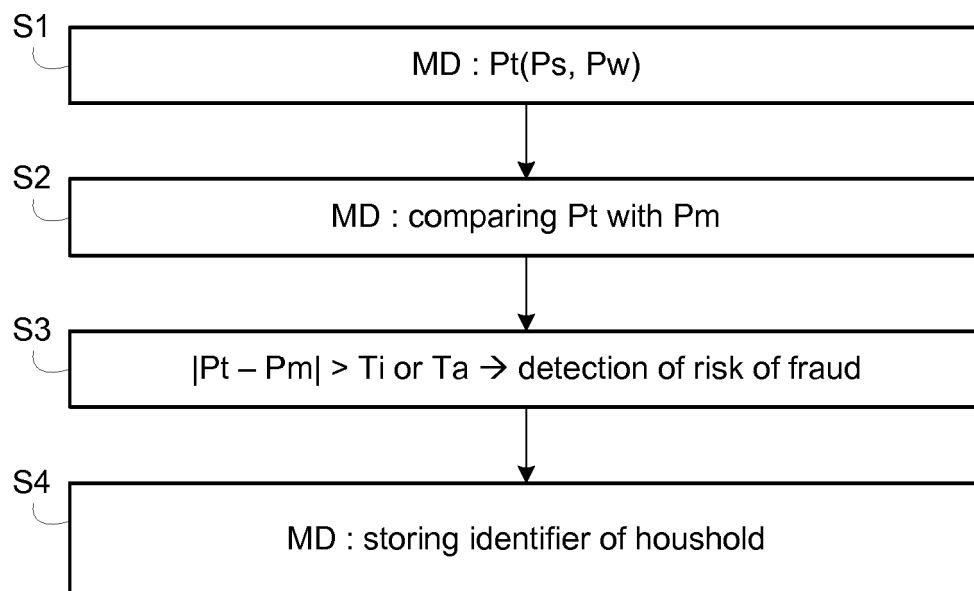 S1
MD : Pt(Ps, Pw)
S2
MD : comparing Pt with Pm
S3
|Pt – Pm| > Ti or Ta → detection of risk of fraud
S4
MD : storing identifier of houshold